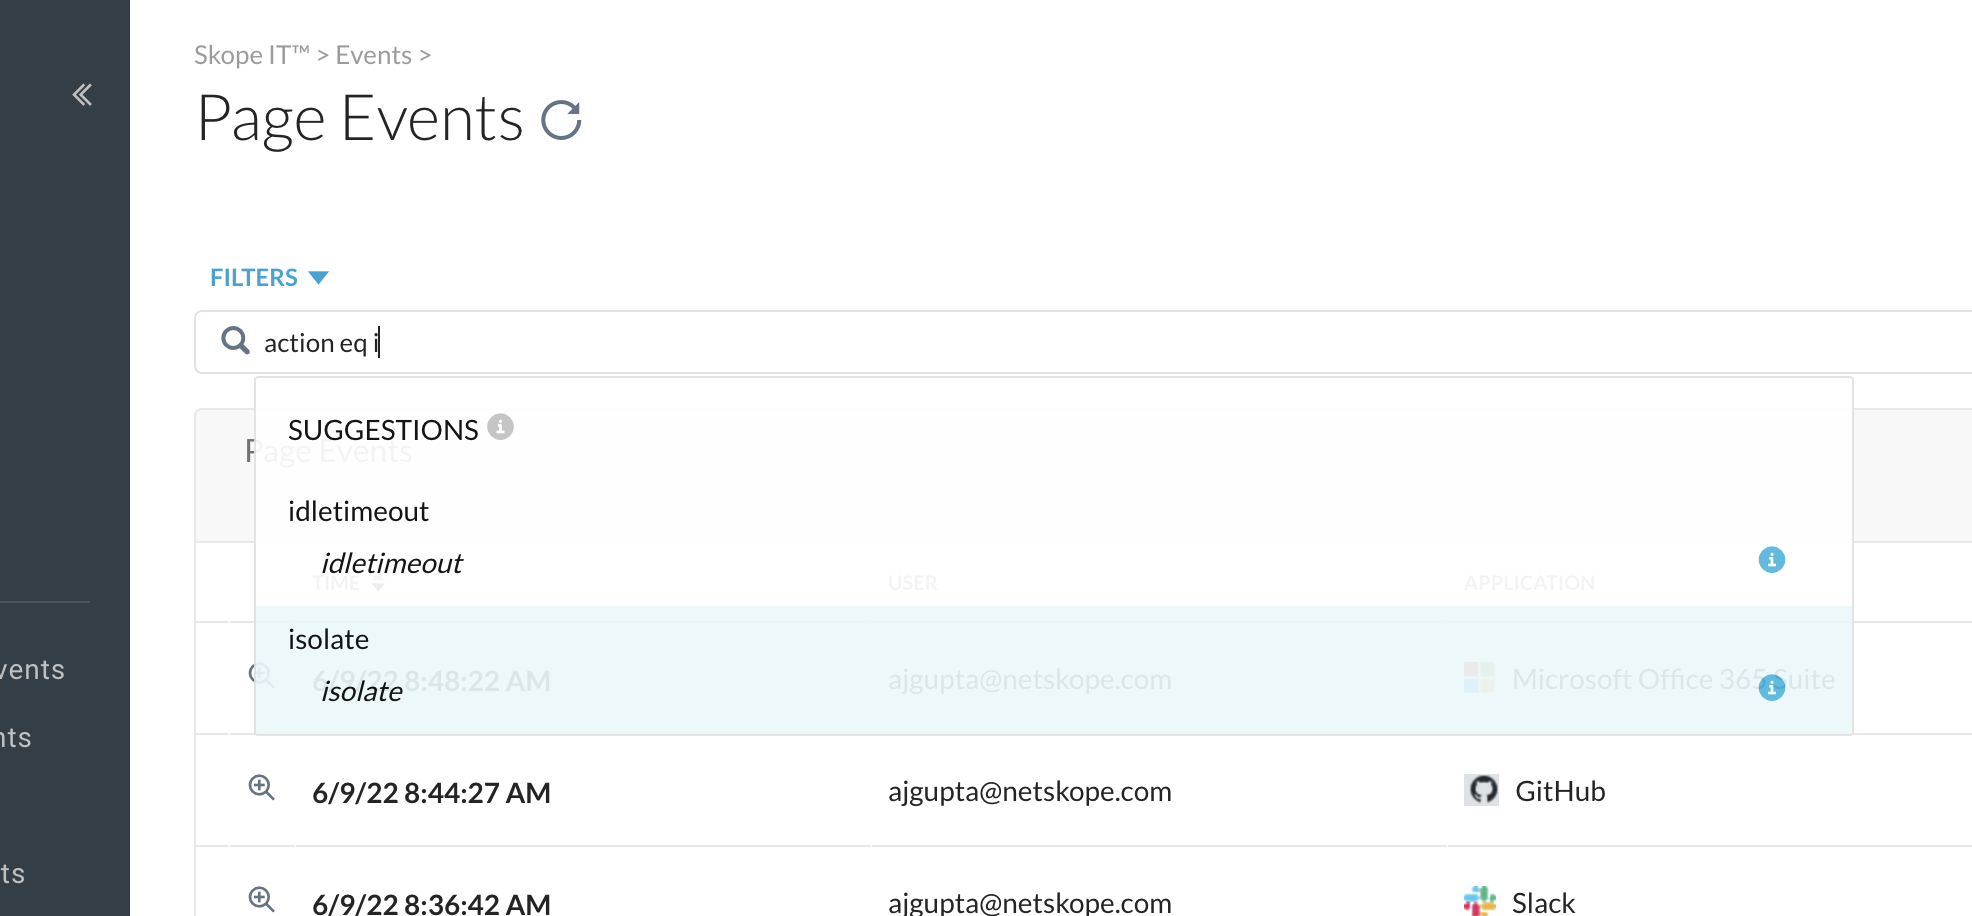 Skope IT™ > Events >
Page Events
FILTERS
action eq i
SUGGESTIONS
Page Events
idletimeout
idletimeout
TIME USER APPLICATION
isolate
isolate
6/9/22 8:48:22 AM ajgupta@netskope.com Microsoft Office 365 Suite
6/9/22 8:44:27 AM ajgupta@netskope.com GitHub
6/9/22 8:36:42 AM ajgupta@netskope.com Slack
vents
nts
ts